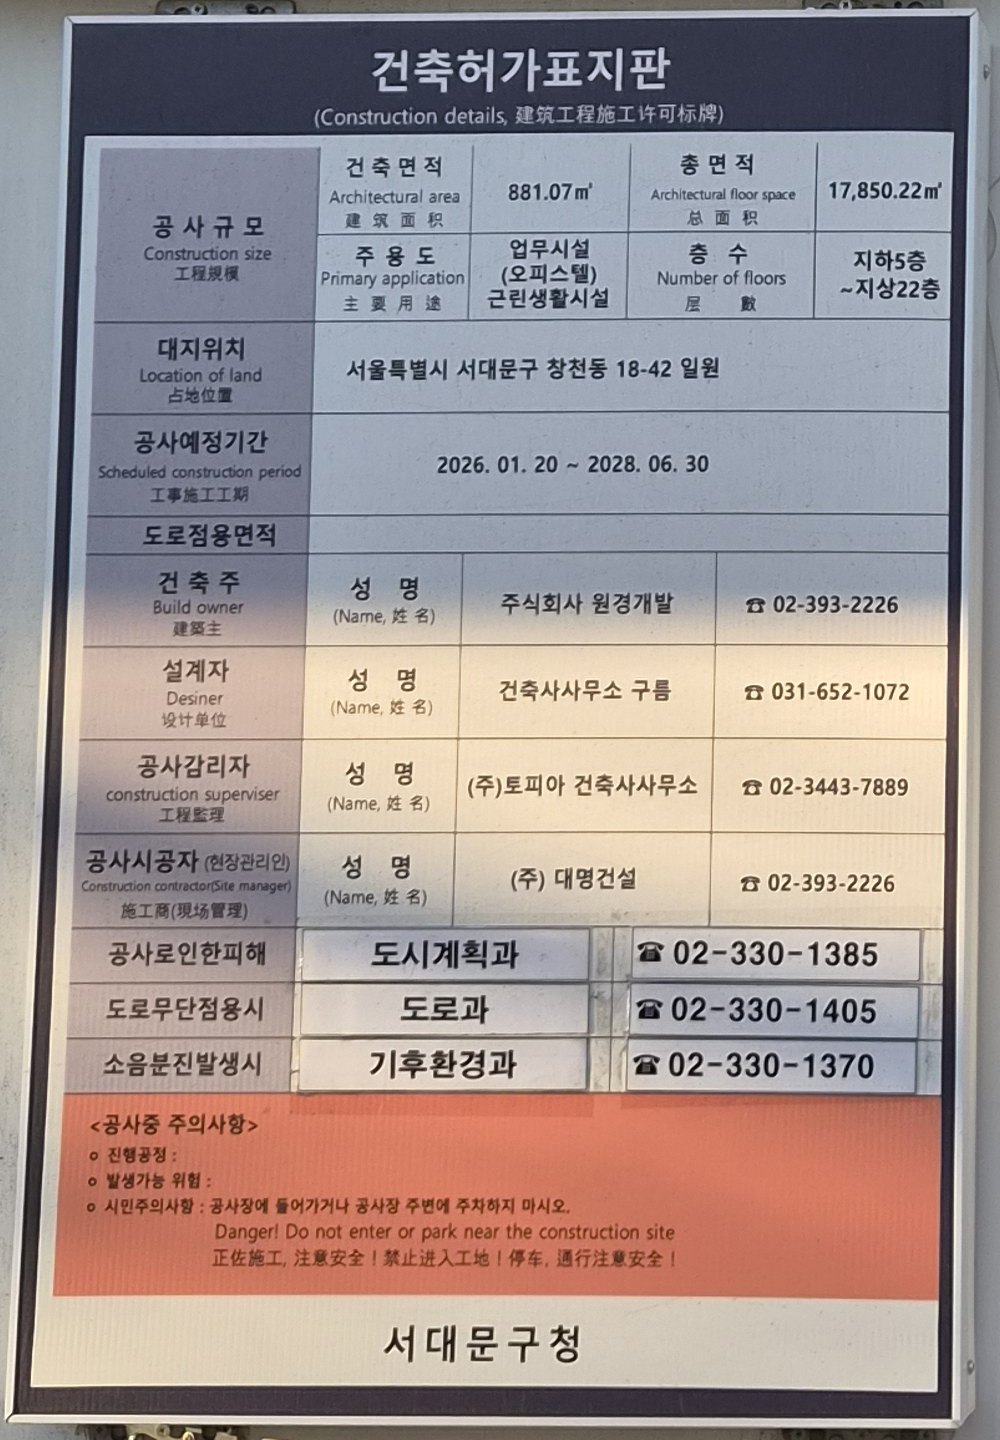 건축허가표지판
(Construction details, 建筑工程施工许可标牌)
공사규모
Construction size
工程規模
건축면적
Architectural area
建筑面积
881.07㎡
총면적
Architectural floor space
总面积
17,850.22㎡
주용도
Primary application
主要用途
업무시설
(오피스텔)
근린생활시설
층수
Number of floors
层數
지하5층
~지상22층
대지위치
Location of land
占地位置
서울특별시 서대문구 창천동 18-42 일원
공사예정기간
Scheduled construction period
工事施工工期
2026. 01. 20 ~ 2028. 06. 30
도로점용면적
건축주
Build owner
建築主
성명
(Name, 姓名)
주식회사 원경개발
☎ 02-393-2226
설계자
Desiner
设计单位
성명
(Name, 姓名)
건축사사무소 구름
☎ 031-652-1072
공사감리자
construction superviser
工程監理
성명
(Name, 姓名)
(주)토피아 건축사사무소
☎ 02-3443-7889
공사시공자 (현장관리인)
Construction contractor(Site manager)
施工商(現场管理)
성명
(Name, 姓名)
(주) 대명건설
☎ 02-393-2226
공사로인한피해
도시계획과
☎ 02-330-1385
도로무단점용시
도로과
☎ 02-330-1405
소음분진발생시
기후환경과
☎ 02-330-1370
<공사중 주의사항>
o 진행공정 :
o 발생가능 위험 :
o 시민주의사항 : 공사장에 들어가거나 공사장 주변에 주차하지 마시오.
Danger! Do not enter or park near the construction site
正佐施工, 注意安全！禁止进入工地！停车, 通行注意安全！
서대문구청